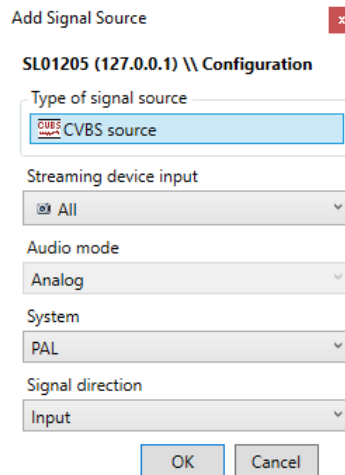 Add Signal Source
x
SL01205 (127.0.0.1) \\ Configuration
Type of signal source
CVBS CVBS source
Streaming device input
All
Audio mode
Analog
System
PAL
Signal direction
Input
OK Cancel